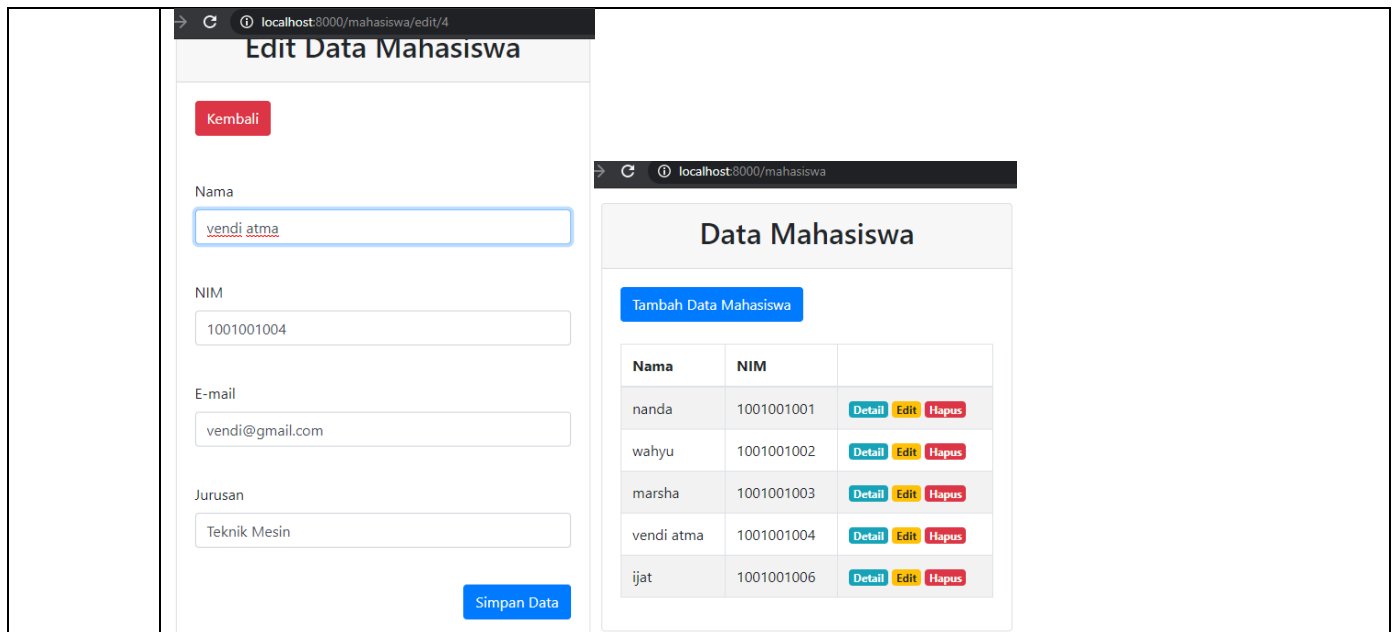 localhost:8000/mahasiswa/edit/4
Edit Data Mahasiswa
Kembali
Nama
vendi atma
NIM
1001001004
E-mail
vendi@gmail.com
Jurusan
Teknik Mesin
Simpan Data
localhost:8000/mahasiswa
Data Mahasiswa
Tambah Data Mahasiswa
Nama NIM
nanda 1001001001 Detail Edit Hapus
wahyu 1001001002 Detail Edit Hapus
marsha 1001001003 Detail Edit Hapus
vendi atma 1001001004 Detail Edit Hapus
ijat 1001001006 Detail Edit Hapus